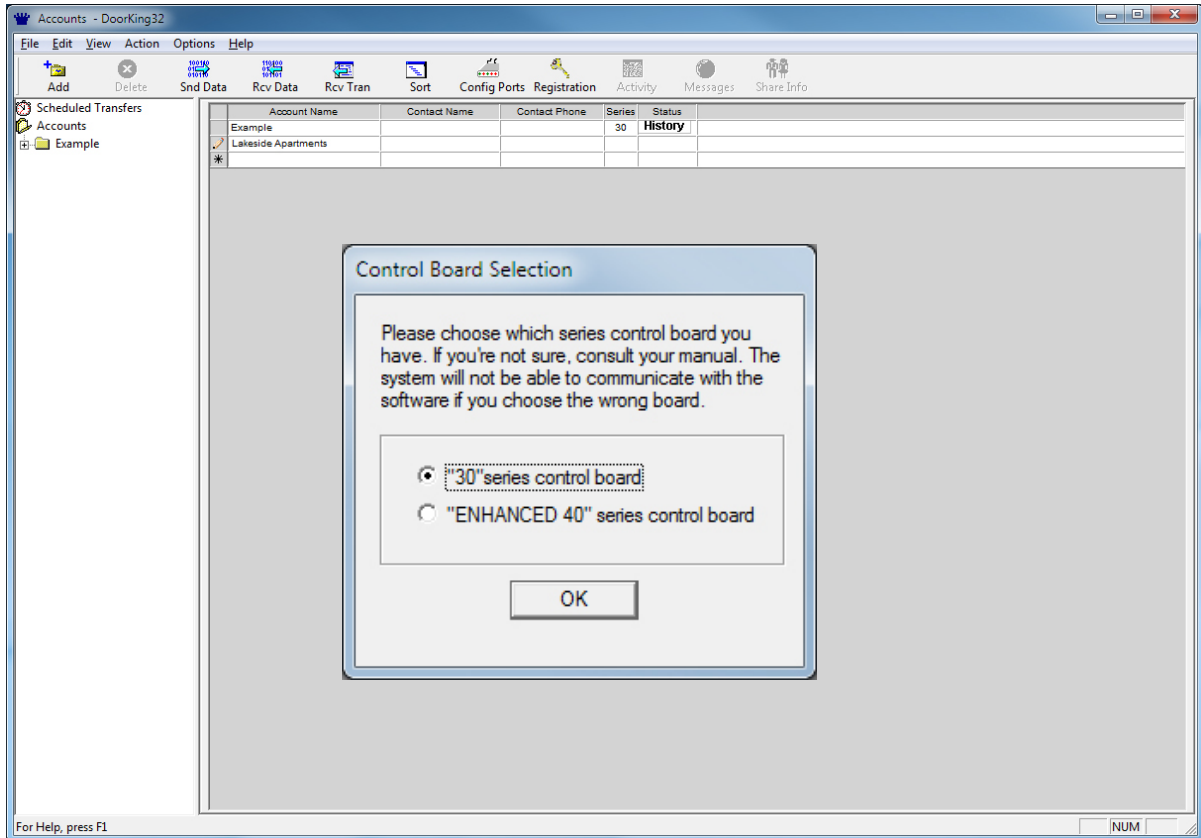 Accounts - DoorKing32
File Edit View Action Options Help
Add Delete Snd Data Rcv Data Rcv Tran Sort Config Ports Registration Activity Messages Share Info
Scheduled Transfers
Accounts
Example
Account Name Contact Name Contact Phone Series Status
Example 30 History
Lakeside Apartments
Control Board Selection
Please choose which series control board you
have. If you're not sure, consult your manual. The
system will not be able to communicate with the
software if you choose the wrong board.
"30"series control board
"ENHANCED 40" series control board
OK
For Help, press F1
NUM